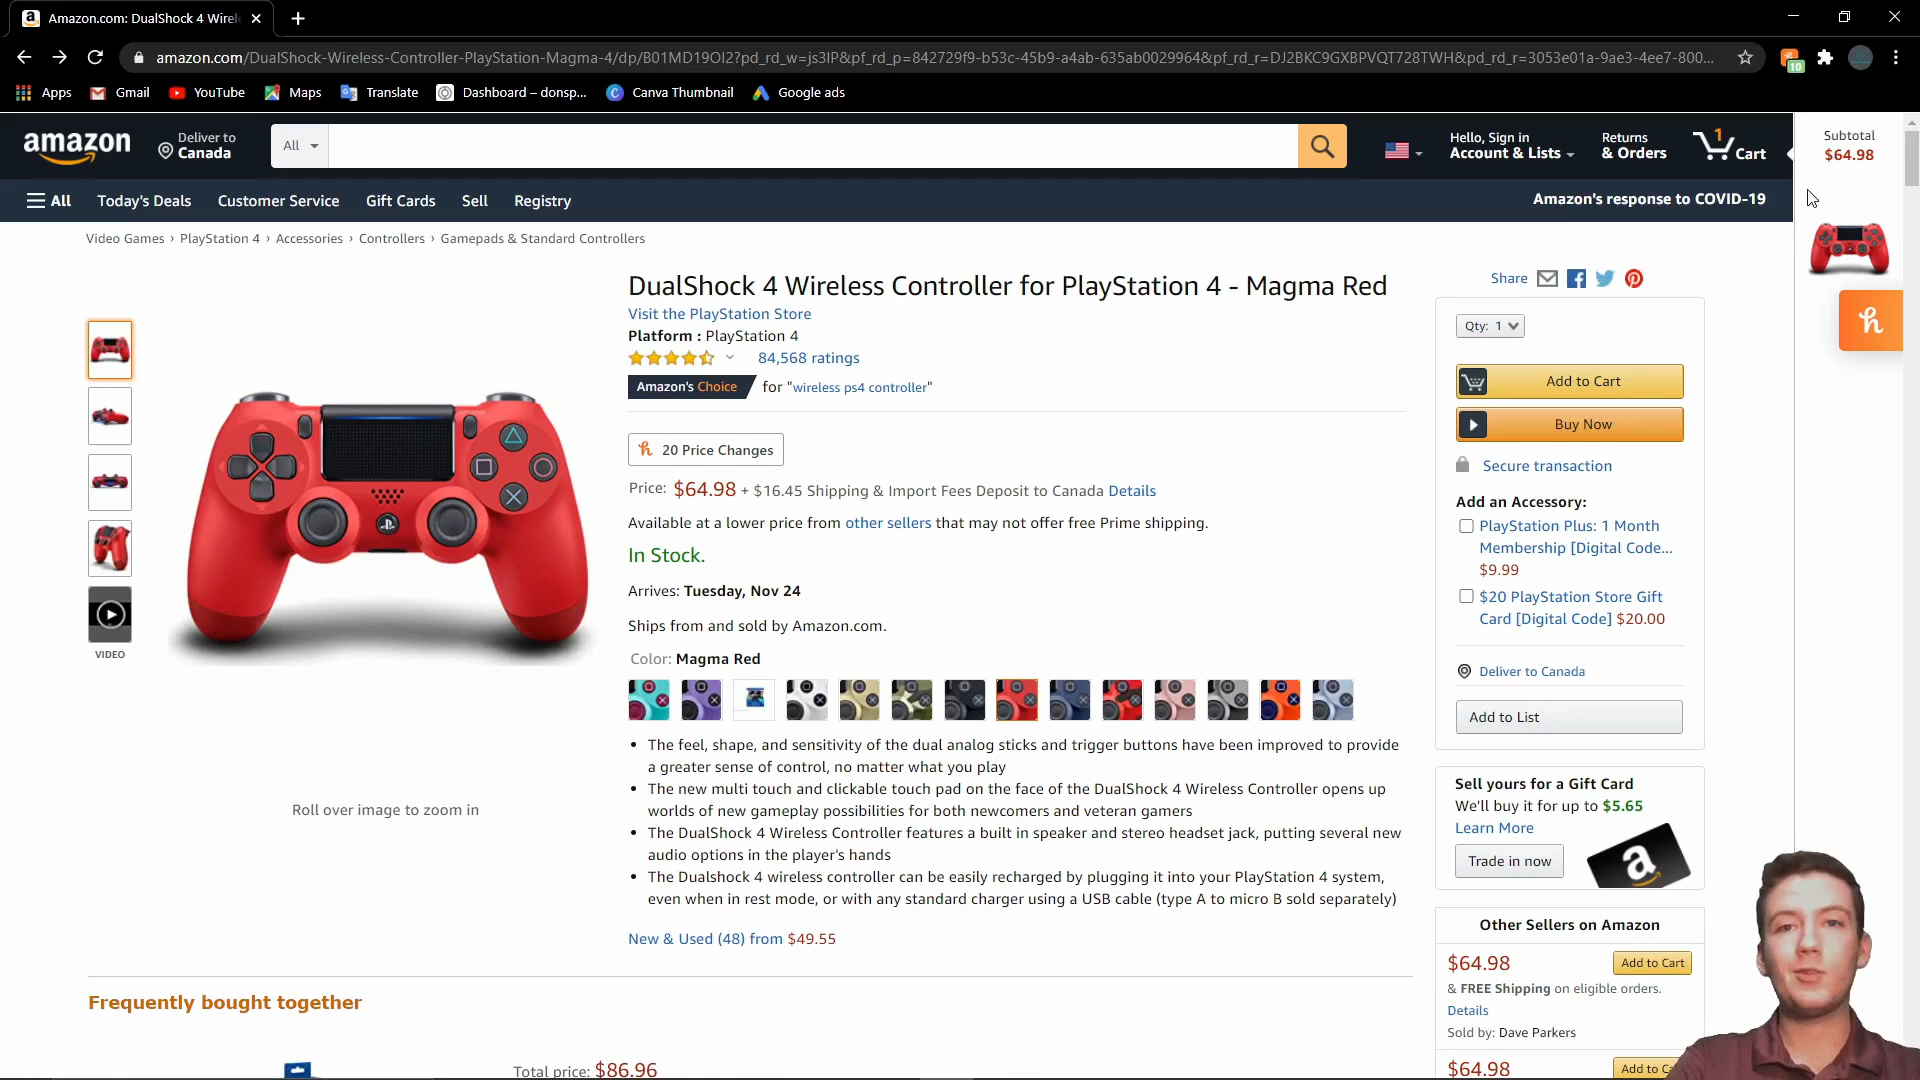 Amazon.com: DualShock 4 Wirel
amazon.com/DualShock-Wireless-Controller-PlayStation-Magma-4/dp/B01MD19OI2?pd_rd_w=js3IP&pf_rd_p=842729f9-b53c-45b9-a4ab-635ab0029964&pf_rd_r=DJ2BKC9GXBPVQT728TWH&pd_rd_r=3053e01a-9ae3-4ee7-800...
10
Apps
Gmail
YouTube
Maps
Translate
Dashboard – donsp...
Canva Thumbnail
Google ads
amazon
Deliver to
Canada
All
Hello, Sign in
Account & Lists
Returns
& Orders
1
Cart
Subtotal
$64.98
All
Today's Deals
Customer Service
Gift Cards
Sell
Registry
Amazon's response to COVID-19
Video Games › PlayStation 4 › Accessories › Controllers › Gamepads & Standard Controllers
VIDEO
Roll over image to zoom in
DualShock 4 Wireless Controller for PlayStation 4 - Magma Red
Visit the PlayStation Store
Platform : PlayStation 4
84,568 ratings
Amazon's Choice for "wireless ps4 controller"
20 Price Changes
Price: $64.98 + $16.45 Shipping & Import Fees Deposit to Canada Details
Available at a lower price from other sellers that may not offer free Prime shipping.
In Stock.
Arrives: Tuesday, Nov 24
Ships from and sold by Amazon.com.
Color: Magma Red
• The feel, shape, and sensitivity of the dual analog sticks and trigger buttons have been improved to provide
a greater sense of control, no matter what you play
• The new multi touch and clickable touch pad on the face of the DualShock 4 Wireless Controller opens up
worlds of new gameplay possibilities for both newcomers and veteran gamers
• The DualShock 4 Wireless Controller features a built in speaker and stereo headset jack, putting several new
audio options in the player's hands
• The Dualshock 4 wireless controller can be easily recharged by plugging it into your PlayStation 4 system,
even when in rest mode, or with any standard charger using a USB cable (type A to micro B sold separately)
New & Used (48) from $49.55
Share
Qty: 1
Add to Cart
Buy Now
Secure transaction
Add an Accessory:
PlayStation Plus: 1 Month
Membership [Digital Code...
$9.99
$20 PlayStation Store Gift
Card [Digital Code] $20.00
Deliver to Canada
Add to List
Sell yours for a Gift Card
We'll buy it for up to $5.65
Learn More
Trade in now
Other Sellers on Amazon
$64.98
Add to Cart
& FREE Shipping on eligible orders.
Details
Sold by: Dave Parkers
$64.98
Add to Ca
Frequently bought together
Total price: $86.96